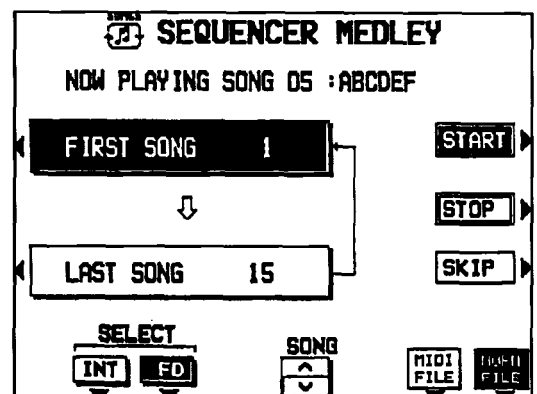 SONGS
SEQUENCER MEDLEY
NOW PLAYING SONG 05 :ABCDEF
FIRST SONG 1
START
STOP
LAST SONG 15
SKIP
SELECT
SONG
INT FD
MIDI FILE
FILE